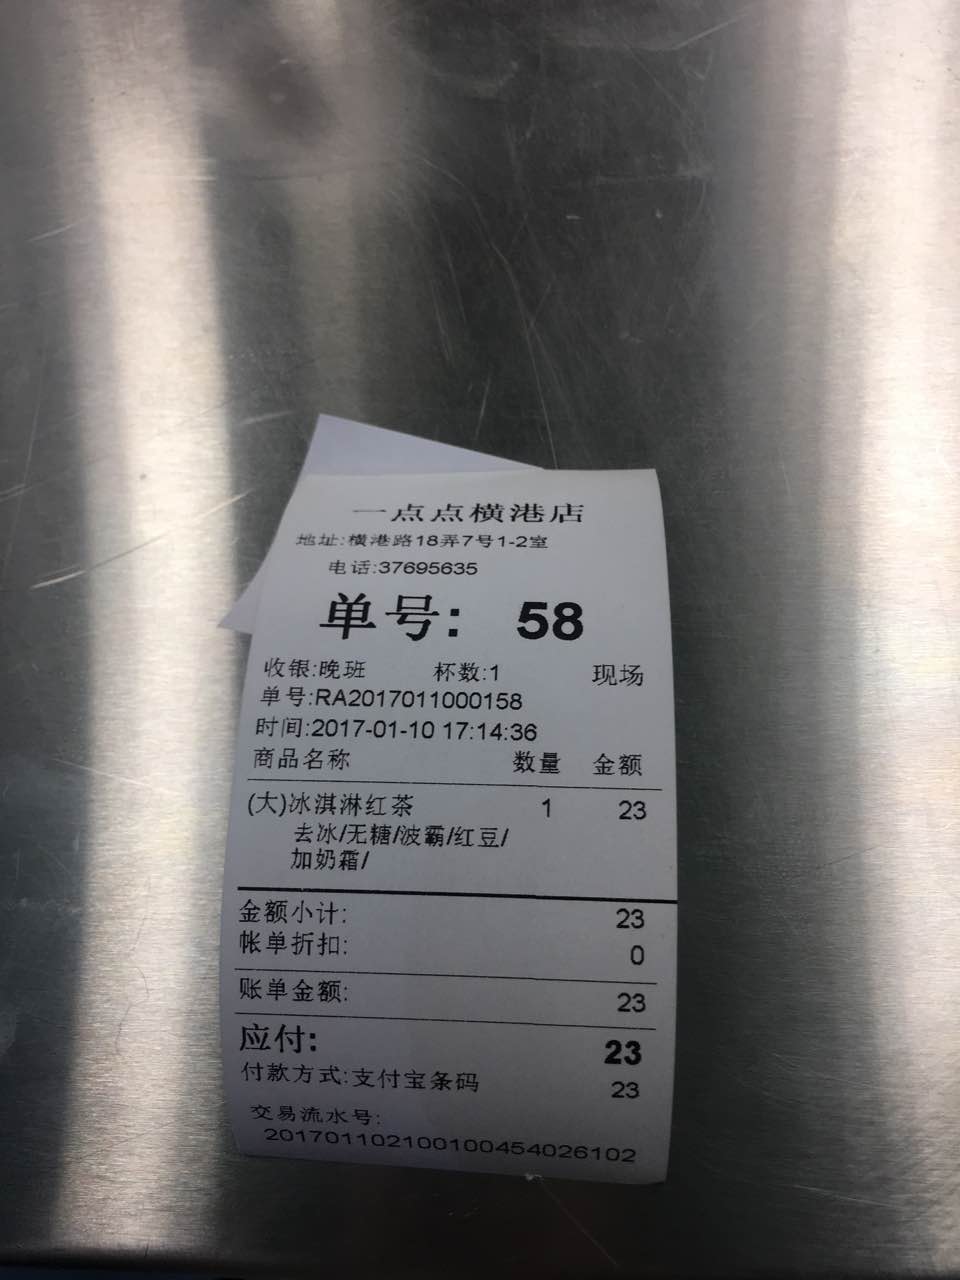 一点点横港店
地址:横港路18弄7号1-2室
电话:37695635
单号: 58
收银:晚班 杯数:1 现场
单号:RA2017011000158
时间:2017-01-10 17:14:36
商品名称 数量 金额
(大)冰淇淋红茶 1 23
去冰/无糖/波霸/红豆/
加奶霜/
金额小计: 23
帐单折扣: 0
账单金额: 23
应付: 23
付款方式:支付宝条码 23
交易流水号:
201701102100100454026102